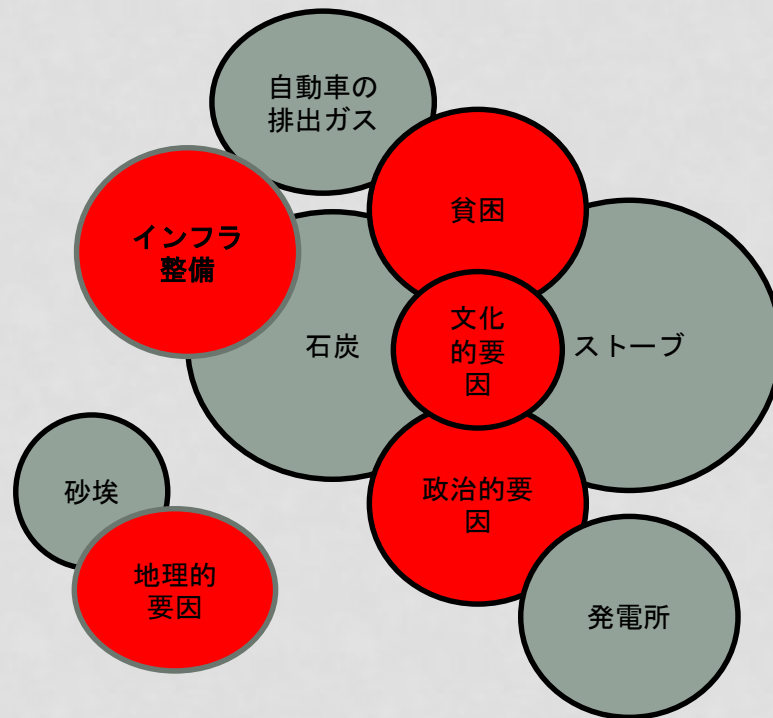 自動車の
排出ガス
貧困
インフラ
整備
文化
的要
因
石炭
ストーブ
砂埃
政治的要
因
地理的
要因
発電所